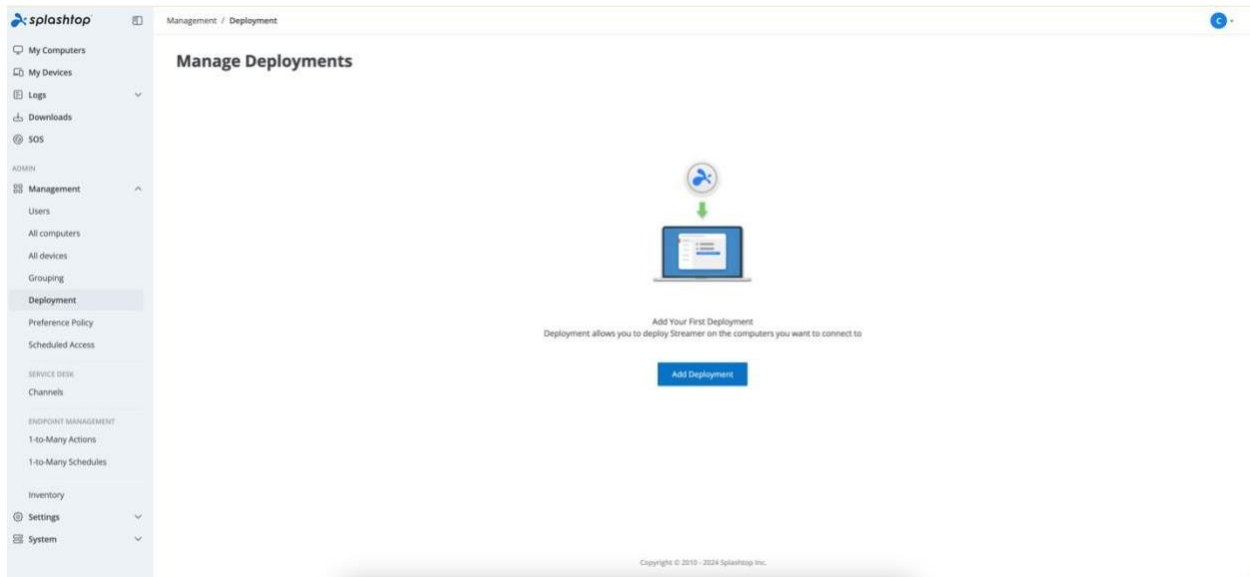 splashtop
Management / Deployment
C
My Computers
My Devices
Logs
Downloads
SOS
ADMIN
Management
Users
All computers
All devices
Grouping
Deployment
Preference Policy
Scheduled Access
SERVICE DESK
Channels
ENDPOINT MANAGEMENT
1-to-Many Actions
1-to-Many Schedules
Inventory
Settings
System
Manage Deployments
Add Your First Deployment
Deployment allows you to deploy Streamer on the computers you want to connect to
Add Deployment
Copyright © 2010 - 2024 Splashtop Inc.